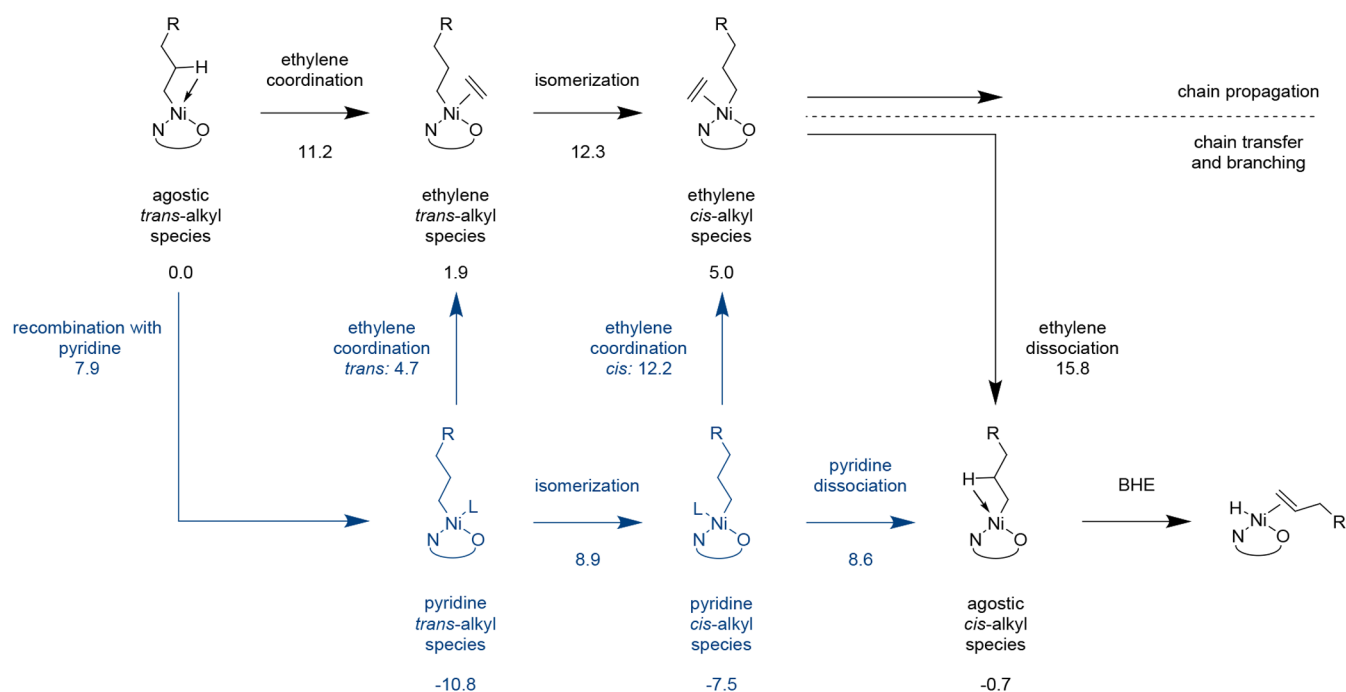 R
H
Ni
N
O
ethylene
coordination
11.2
R
Ni
N
O
isomerization
12.3
R
Ni
N
O
chain propagation
chain transfer
and branching
agostic
trans-alkyl
species
0.0
ethylene
trans-alkyl
species
1.9
ethylene
cis-alkyl
species
5.0
recombination with
pyridine
7.9
ethylene
coordination
trans: 4.7
ethylene
coordination
cis: 12.2
ethylene
dissociation
15.8
R
L
Ni
N
O
isomerization
8.9
R
L
Ni
N
O
pyridine
dissociation
8.6
R
H
Ni
N
O
BHE
H
Ni
N
O
R
pyridine
trans-alkyl
species
-10.8
pyridine
cis-alkyl
species
-7.5
agostic
cis-alkyl
species
-0.7